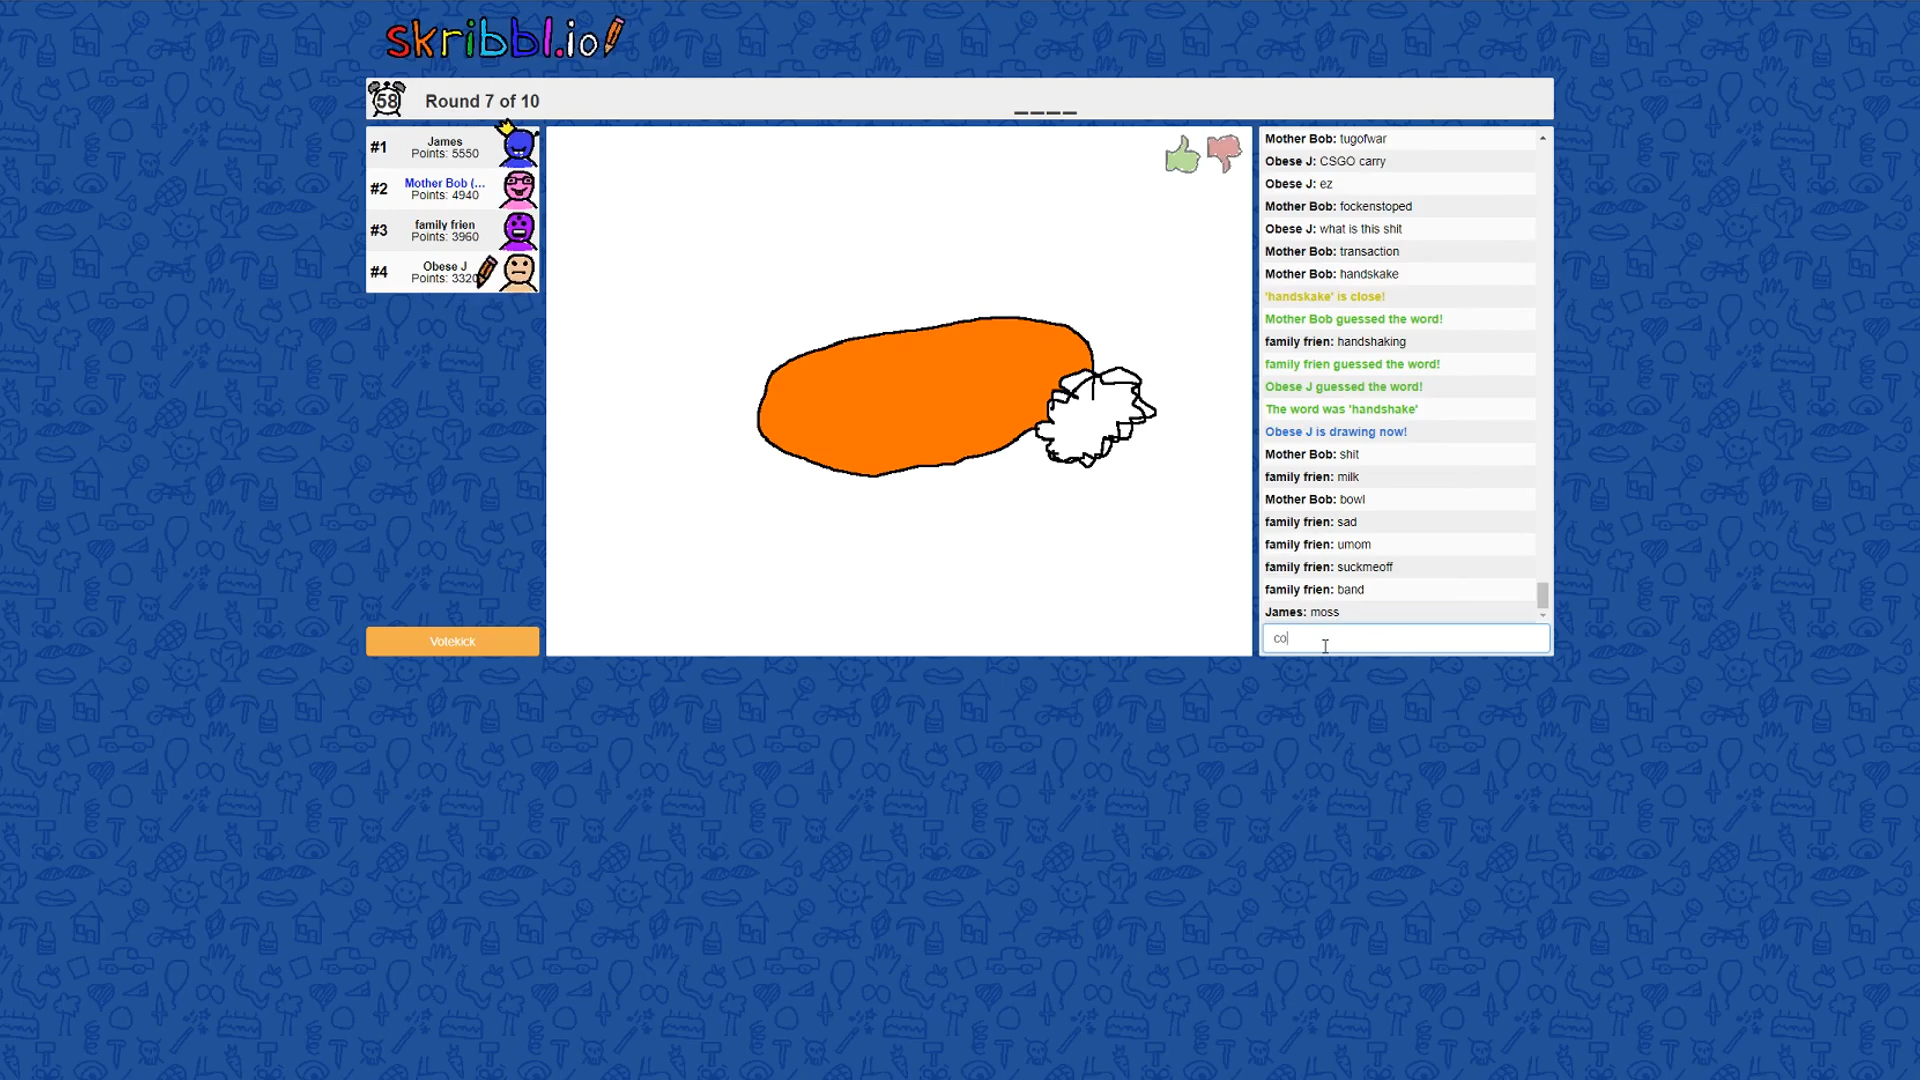 skribbl.io
58
Round 7 of 10
____
#1
James
Points: 5550
#2
Mother Bob (...
Points: 4940
#3
family frien
Points: 3960
#4
Obese J
Points: 3320
Votekick
Mother Bob: tugofwar
Obese J: CSGO carry
Obese J: ez
Mother Bob: fockenstoped
Obese J: what is this shit
Mother Bob: transaction
Mother Bob: handskake
'handskake' is close!
Mother Bob guessed the word!
family frien: handshaking
family frien guessed the word!
Obese J guessed the word!
The word was 'handshake'
Obese J is drawing now!
Mother Bob: shit
family frien: milk
Mother Bob: bowl
family frien: sad
family frien: umom
family frien: suckmeoff
family frien: band
James: moss
co